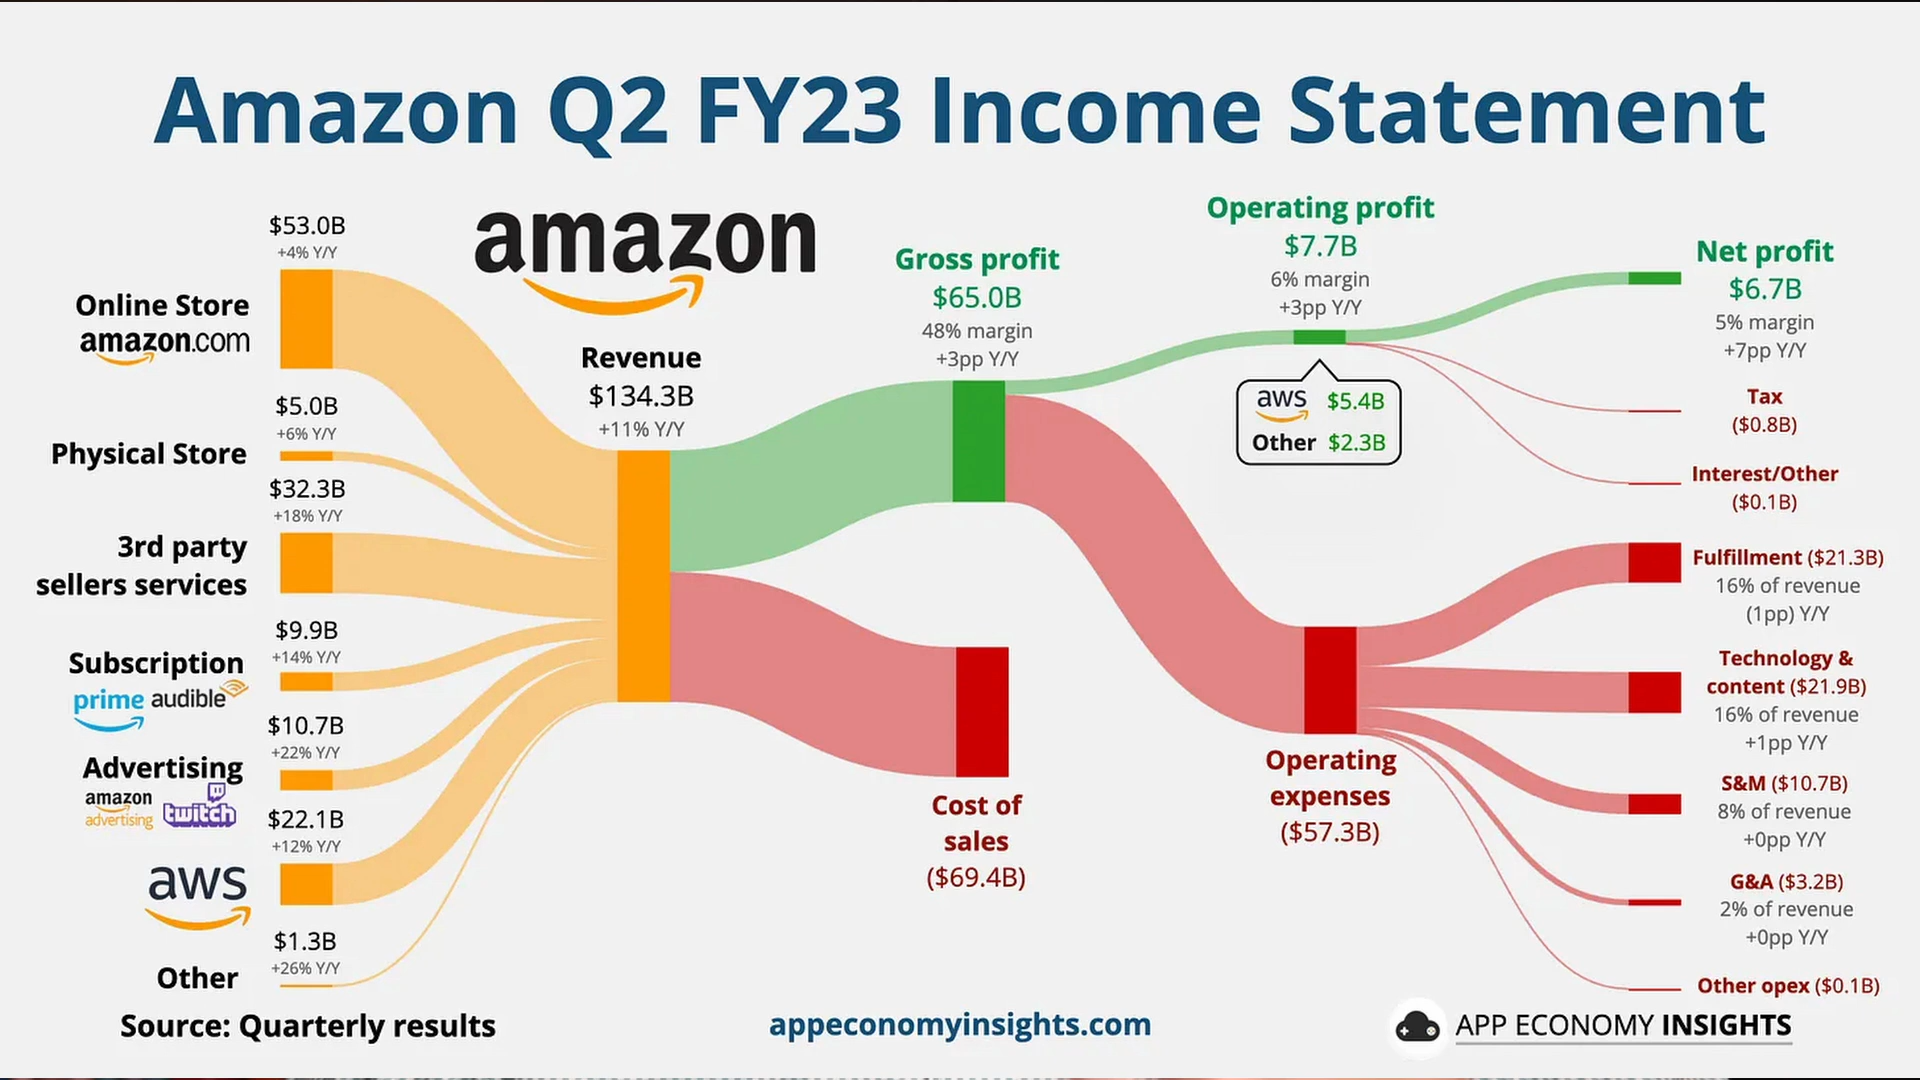 Amazon Q2 FY23 Income Statement
$53.0B
+4% Y/Y
Online Store
amazon.com
$5.0B
+6% Y/Y
Physical Store
$32.3B
+18% Y/Y
3rd party
sellers services
$9.9B
+14% Y/Y
Subscription
prime audible
$10.7B
+22% Y/Y
Advertising
amazon
advertising
twitch
$22.1B
+12% Y/Y
aws
$1.3B
+26% Y/Y
Other
amazon
Revenue
$134.3B
+11% Y/Y
Gross profit
$65.0B
48% margin
+3pp Y/Y
Cost of
sales
($69.4B)
Operating profit
$7.7B
6% margin
+3pp Y/Y
aws $5.4B
Other $2.3B
Operating
expenses
($57.3B)
Net profit
$6.7B
5% margin
+7pp Y/Y
Tax
($0.8B)
Interest/Other
($0.1B)
Fulfillment ($21.3B)
16% of revenue
(1pp) Y/Y
Technology &
content ($21.9B)
16% of revenue
+1pp Y/Y
S&M ($10.7B)
8% of revenue
+0pp Y/Y
G&A ($3.2B)
2% of revenue
+0pp Y/Y
Other opex ($0.1B)
Source: Quarterly results
appeconomyinsights.com
APP ECONOMY INSIGHTS